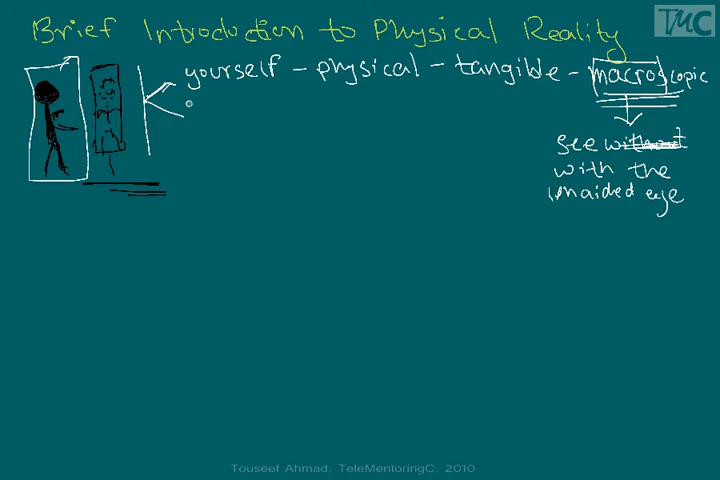 TMC
Brief Introduction to Physical Reality
yourself - physical - tangible - macroscopic
see without
with the
unaided eye
Touseef Ahmad, TeleMentoringC, 2010